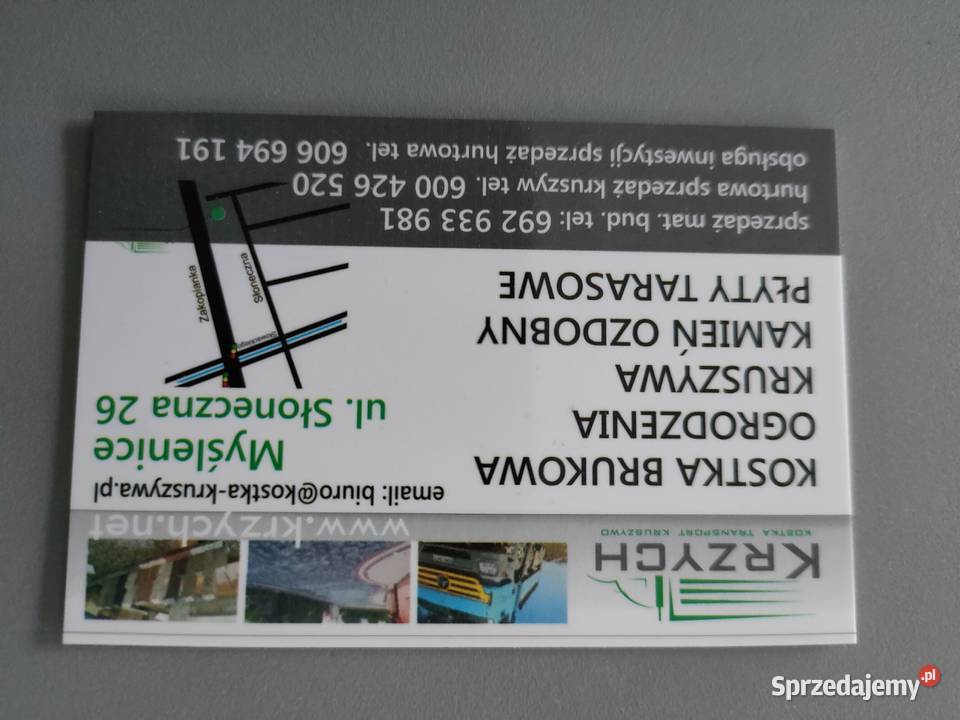 KRZYCH
KOSTKA TRANSPORT KRUSZYWO
www.krzych.net
email: biuro@kostka-kruszywa.pl
KOSTKA BRUKOWA
OGRODZENIA
KRUSZYWA
KAMIEŃ OZDOBNY
PŁYTY TARASOWE
Myślenice
ul. Słoneczna 26
Słowackiego
Słoneczna
Zakopianka
sprzedaż mat. bud. tel: 692 933 981
hurtowa sprzedaż kruszyw tel. 600 426 520
obsługa inwestycji sprzedaż hurtowa tel. 606 694 191
Sprzedajemy.pl